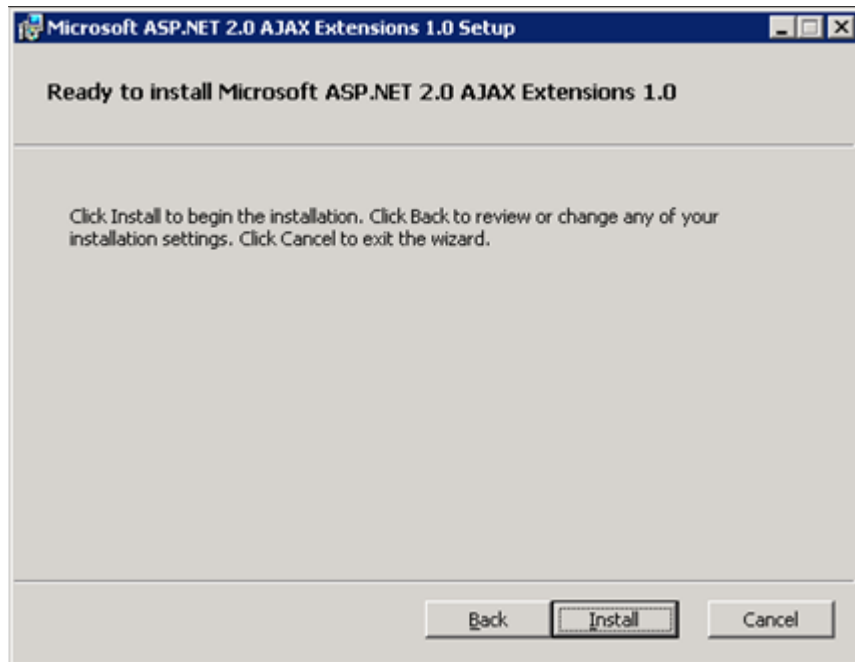 Microsoft ASP.NET 2.0 AJAX Extensions 1.0 Setup
Ready to install Microsoft ASP.NET 2.0 AJAX Extensions 1.0
Click Install to begin the installation. Click Back to review or change any of your
installation settings. Click Cancel to exit the wizard.
Back Install Cancel